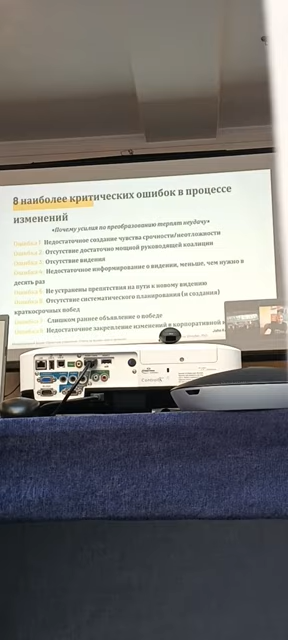 8 наиболее критических ошибок в процессе
изменений
«Почему усилия по преобразованию терпят неудачу»
Ошибка 1 Недостаточное создание чувства срочности/неотложности
Ошибка 2 Отсутствие достаточно мощной руководящей коалиции
Ошибка 3 Отсутствие видения
Ошибка 4 Недостаточное информирование о видении, меньше, чем нужно в
десять раз
Ошибка 5 Не устранены препятствия на пути к новому видению
Ошибка 6 Отсутствие систематического планирования (и создания)
краткосрочных побед
Ошибка 7 Слишком раннее объявление о победе
Ошибка 8 Недостаточное закрепление изменений в корпоративной
John